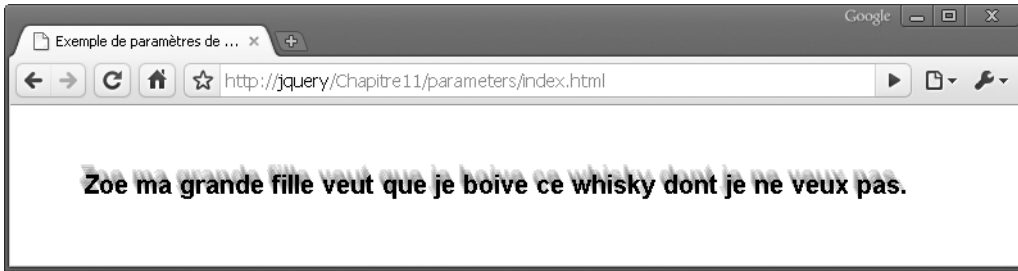 Google
Exemple de paramètres de ...
http://jquery/Chapitre11/parameters/index.html
Zoe ma grande fille veut que je boive ce whisky dont je ne veux pas.